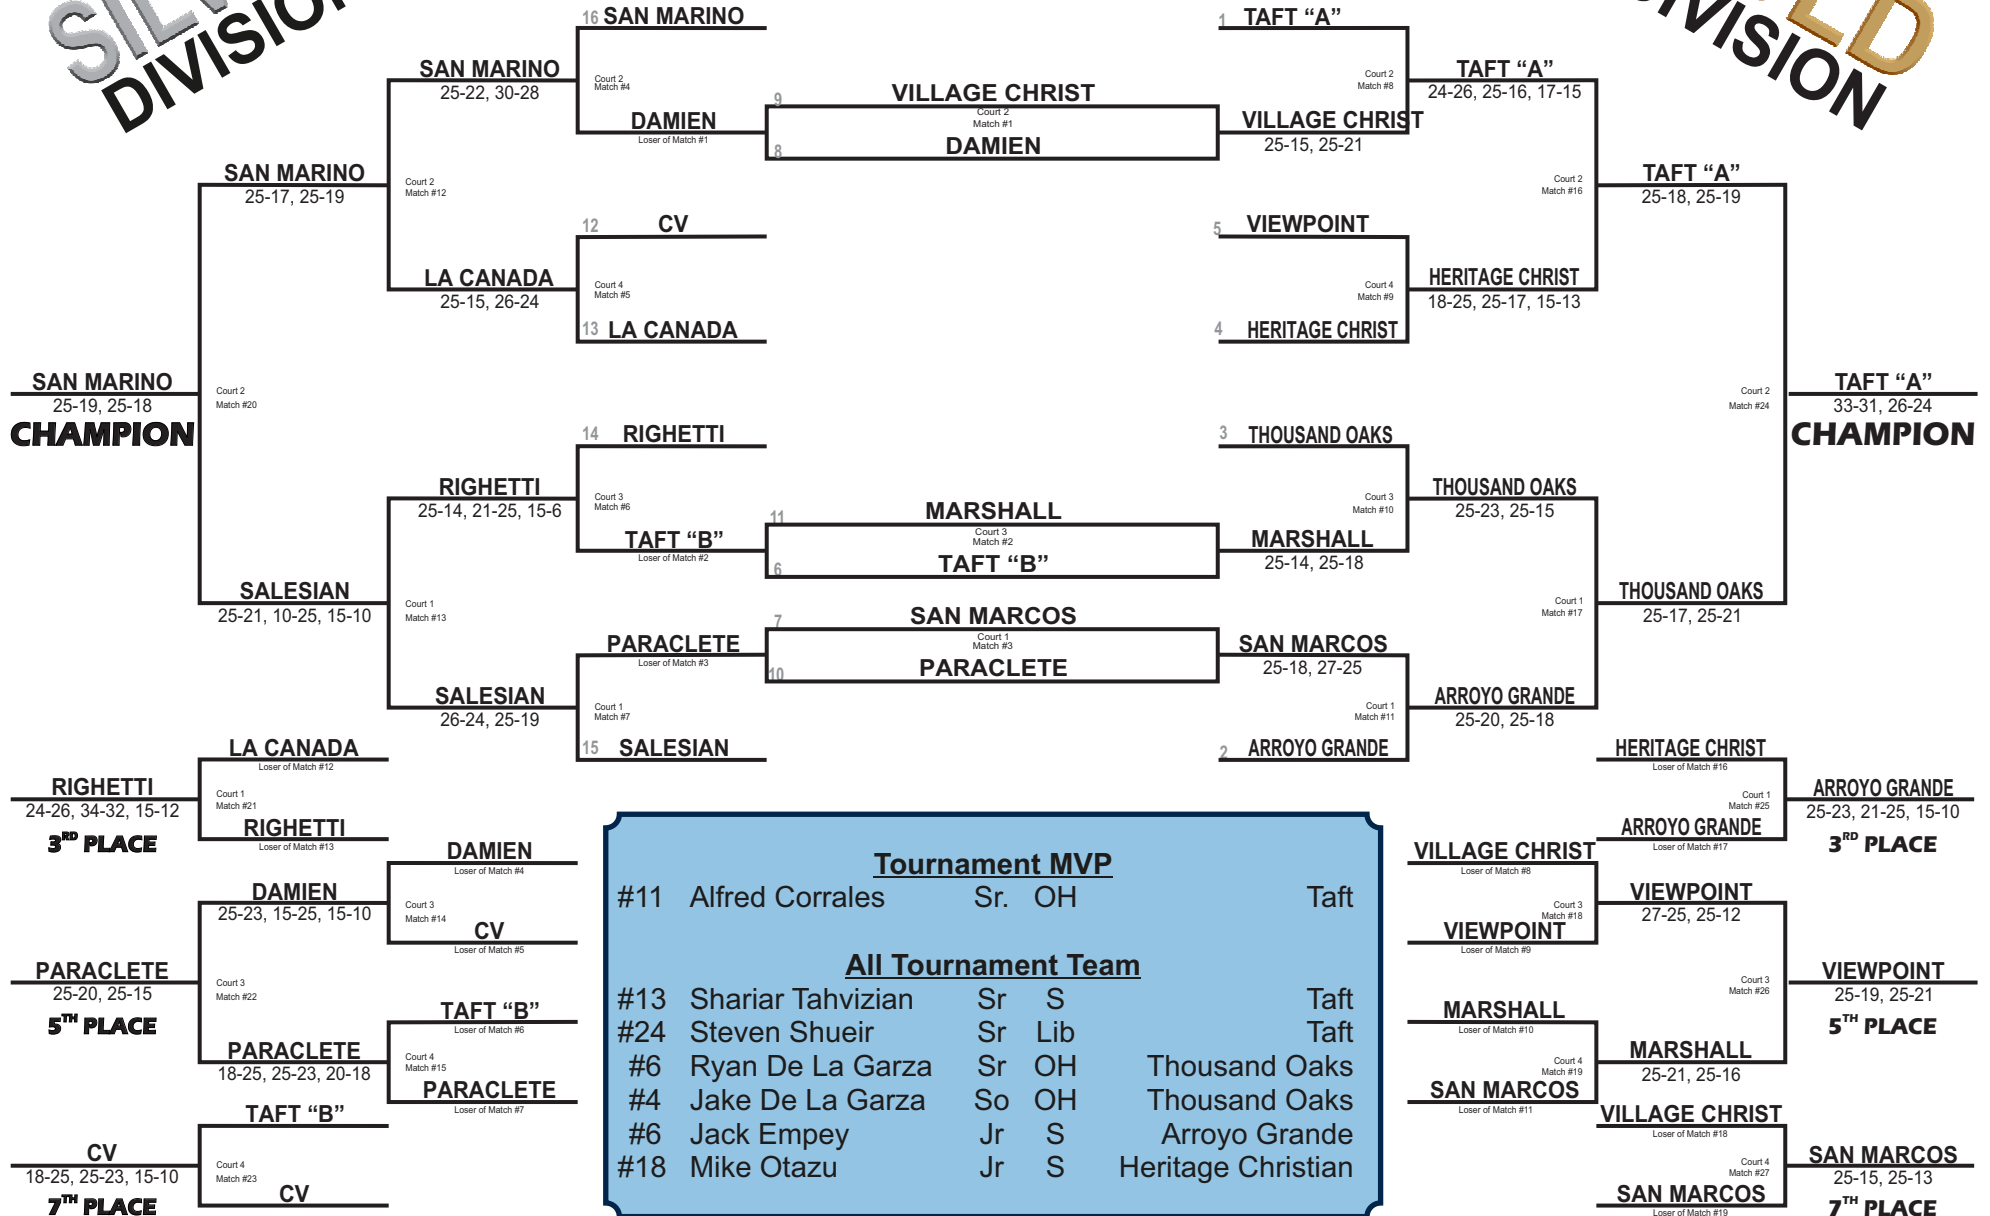 SIL
DIVISION
LD
DIVISION
16 SAN MARINO
1 TAFT “A”
SAN MARINO
25-22, 30-28
Court 2
Match #4
9 VILLAGE CHRIST
Court 2
Match #1
8 DAMIEN
DAMIEN
Loser of Match #1
VILLAGE CHRIST
25-15, 25-21
Court 2
Match #8
TAFT “A”
24-26, 25-16, 17-15
SAN MARINO
25-17, 25-19
Court 2
Match #12
Court 2
Match #16
TAFT “A”
25-18, 25-19
12 CV
5 VIEWPOINT
LA CANADA
25-15, 26-24
Court 4
Match #5
Court 4
Match #9
HERITAGE CHRIST
18-25, 25-17, 15-13
13 LA CANADA
4 HERITAGE CHRIST
SAN MARINO
25-19, 25-18
CHAMPION
Court 2
Match #20
Court 2
Match #24
TAFT “A”
33-31, 26-24
CHAMPION
14 RIGHETTI
3 THOUSAND OAKS
RIGHETTI
25-14, 21-25, 15-6
Court 3
Match #6
11 MARSHALL
Court 3
Match #2
6 TAFT “B”
TAFT “B”
Loser of Match #2
MARSHALL
25-14, 25-18
Court 3
Match #10
THOUSAND OAKS
25-23, 25-15
SALESIAN
25-21, 10-25, 15-10
Court 1
Match #13
Court 1
Match #17
THOUSAND OAKS
25-17, 25-21
PARACLETE
Loser of Match #3
7 SAN MARCOS
Court 1
Match #3
10 PARACLETE
SAN MARCOS
25-18, 27-25
SALESIAN
26-24, 25-19
Court 1
Match #7
Court 1
Match #11
ARROYO GRANDE
25-20, 25-18
15 SALESIAN
2 ARROYO GRANDE
LA CANADA
Loser of Match #12
RIGHETTI
24-26, 34-32, 15-12
3RD PLACE
Court 1
Match #21
RIGHETTI
Loser of Match #13
HERITAGE CHRIST
Loser of Match #16
Court 1
Match #25
ARROYO GRANDE
25-23, 21-25, 15-10
3RD PLACE
ARROYO GRANDE
Loser of Match #17
DAMIEN
Loser of Match #4
DAMIEN
25-23, 15-25, 15-10
Court 3
Match #14
CV
Loser of Match #5
PARACLETE
25-20, 25-15
5TH PLACE
Court 3
Match #22
TAFT “B”
Loser of Match #6
PARACLETE
18-25, 25-23, 20-18
Court 4
Match #15
PARACLETE
Loser of Match #7
TAFT “B”
CV
18-25, 25-23, 15-10
7TH PLACE
Court 4
Match #23
CV
Tournament MVP
#11 Alfred Corrales Sr. OH Taft
All Tournament Team
#13 Shariar Tahvizian Sr S Taft
#24 Steven Shueir Sr Lib Taft
#6 Ryan De La Garza Sr OH Thousand Oaks
#4 Jake De La Garza So OH Thousand Oaks
#6 Jack Empey Jr S Arroyo Grande
#18 Mike Otazu Jr S Heritage Christian
VILLAGE CHRIST
Loser of Match #8
Court 3
Match #18
VIEWPOINT
27-25, 25-12
VIEWPOINT
Loser of Match #9
Court 3
Match #26
VIEWPOINT
25-19, 25-21
5TH PLACE
MARSHALL
Loser of Match #10
Court 4
Match #19
MARSHALL
25-21, 25-16
SAN MARCOS
Loser of Match #11
VILLAGE CHRIST
Loser of Match #18
Court 4
Match #27
SAN MARCOS
25-15, 25-13
7TH PLACE
SAN MARCOS
Loser of Match #19